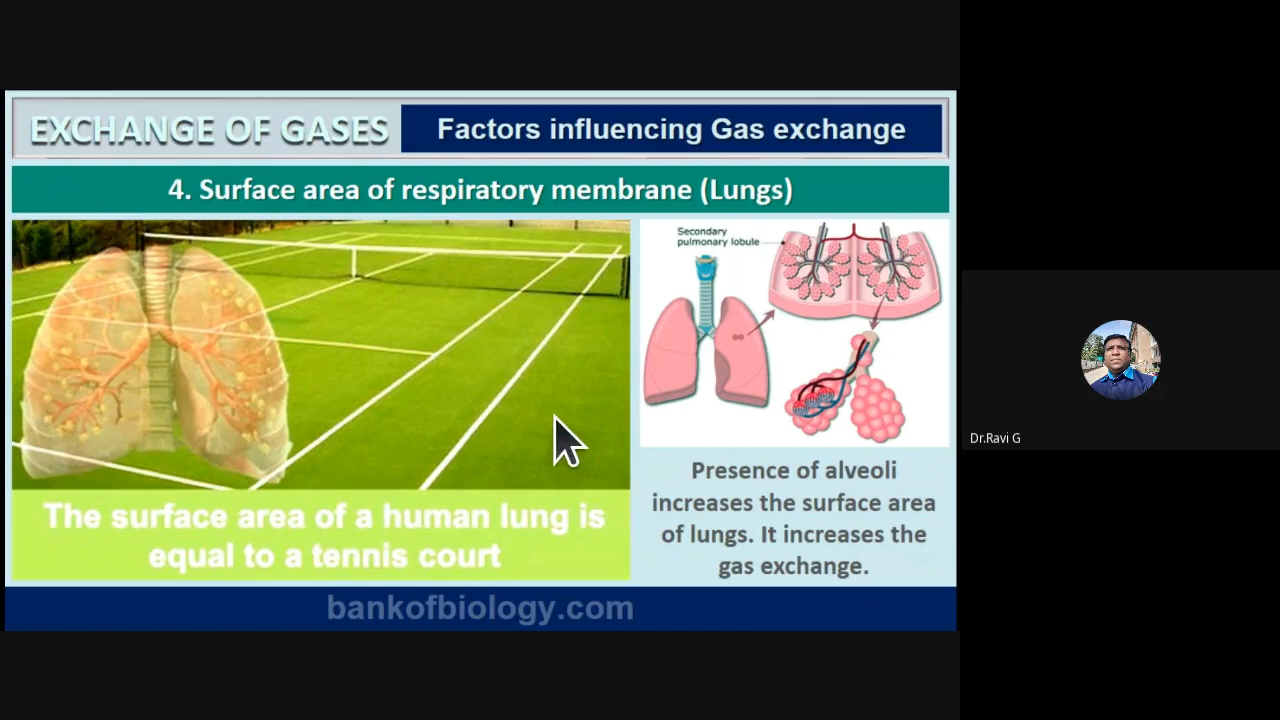 EXCHANGE OF GASES
Factors influencing Gas exchange
4. Surface area of respiratory membrane (Lungs)
Secondary
pulmonary lobule
The surface area of a human lung is
equal to a tennis court
Presence of alveoli
increases the surface area
of lungs. It increases the
gas exchange.
bankofbiology.com
Dr.Ravi G